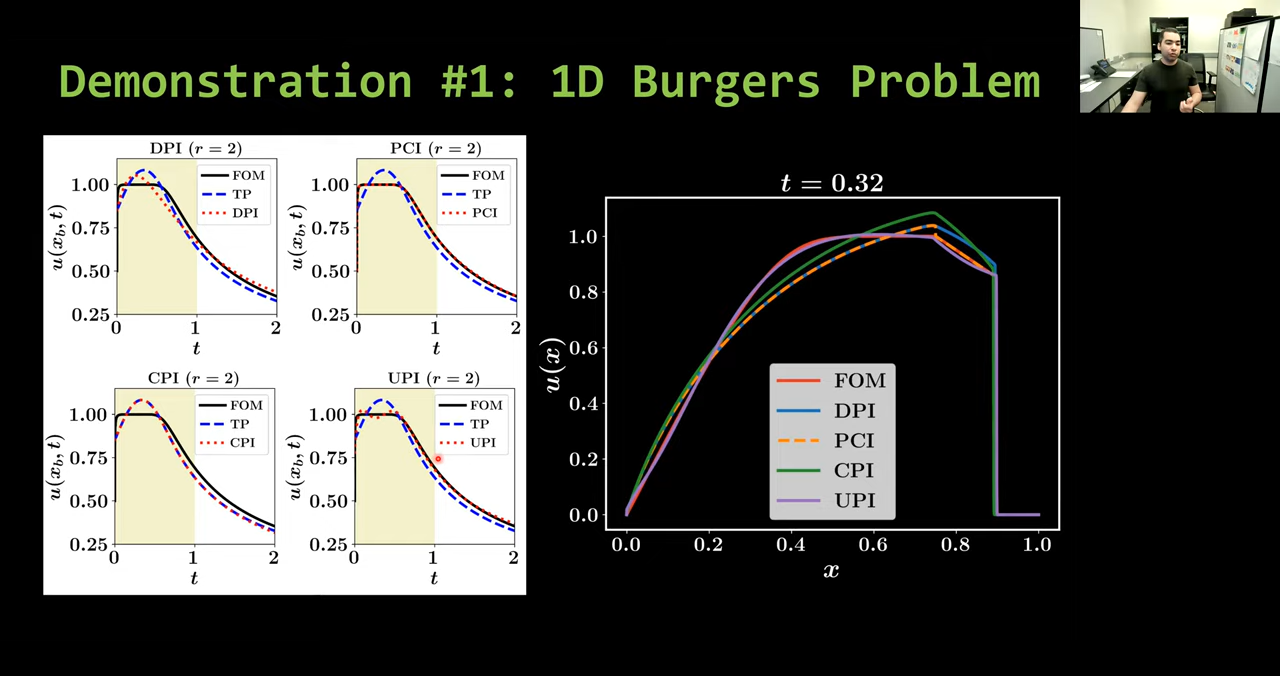 Demonstration #1: 1D Burgers Problem
DPI (r = 2)
1.00
0.75
0.50
0.25
u(x_b, t)
0
1
2
t
FOM
TP
DPI
PCI (r = 2)
1.00
0.75
0.50
0.25
u(x_b, t)
0
1
2
t
FOM
TP
PCI
CPI (r = 2)
1.00
0.75
0.50
0.25
u(x_b, t)
0
1
2
t
FOM
TP
CPI
UPI (r = 2)
1.00
0.75
0.50
0.25
u(x_b, t)
0
1
2
t
FOM
TP
UPI
t = 0.32
1.0
0.8
0.6
0.4
0.2
0.0
u(x)
FOM
DPI
PCI
CPI
UPI
0.0
0.2
0.4
0.6
0.8
1.0
x